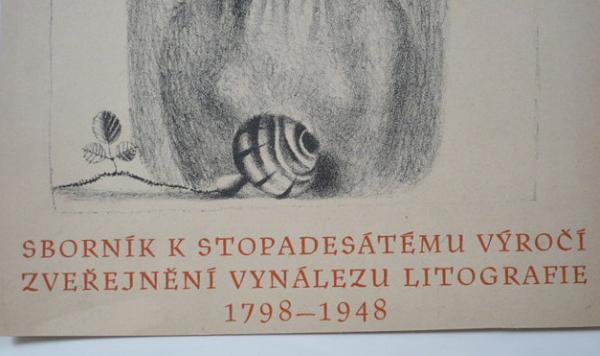 SBORNÍK K STOPADESÁTÉMU VÝROČÍ
ZVEŘEJNĚNÍ VYNÁLEZU LITOGRAFIE
1798—1948